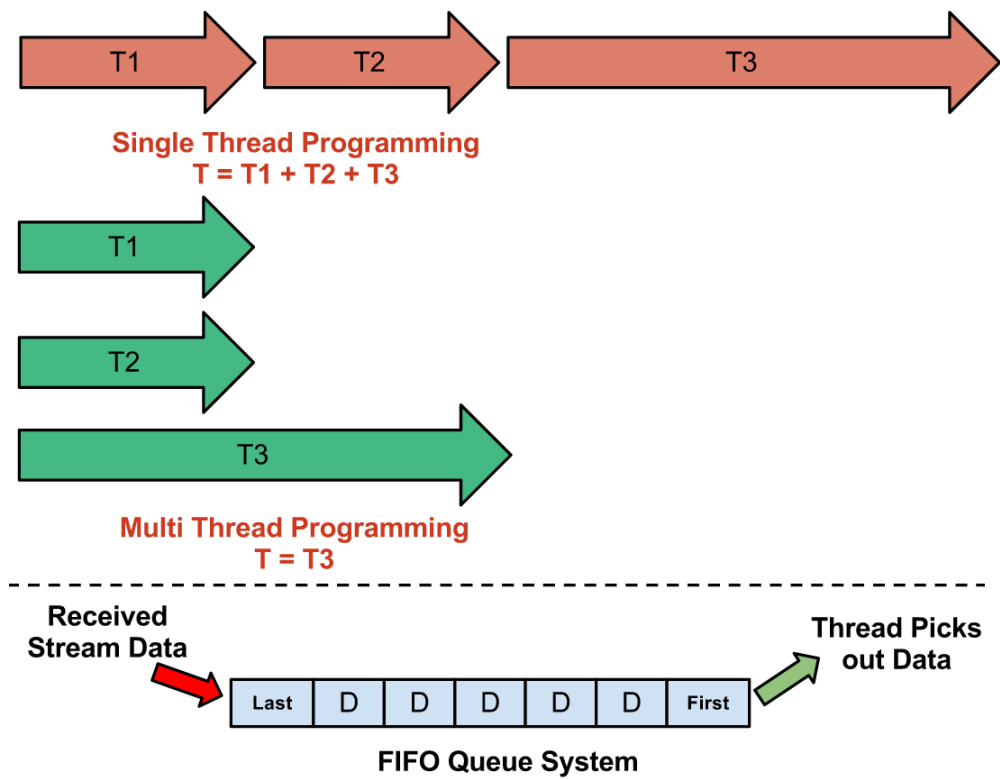 T1
T2
T3
Single Thread Programming
T = T1 + T2 + T3
T1
T2
T3
Multi Thread Programming
T = T3
Received
Stream Data
Thread Picks
out Data
Last D D D D D First
FIFO Queue System